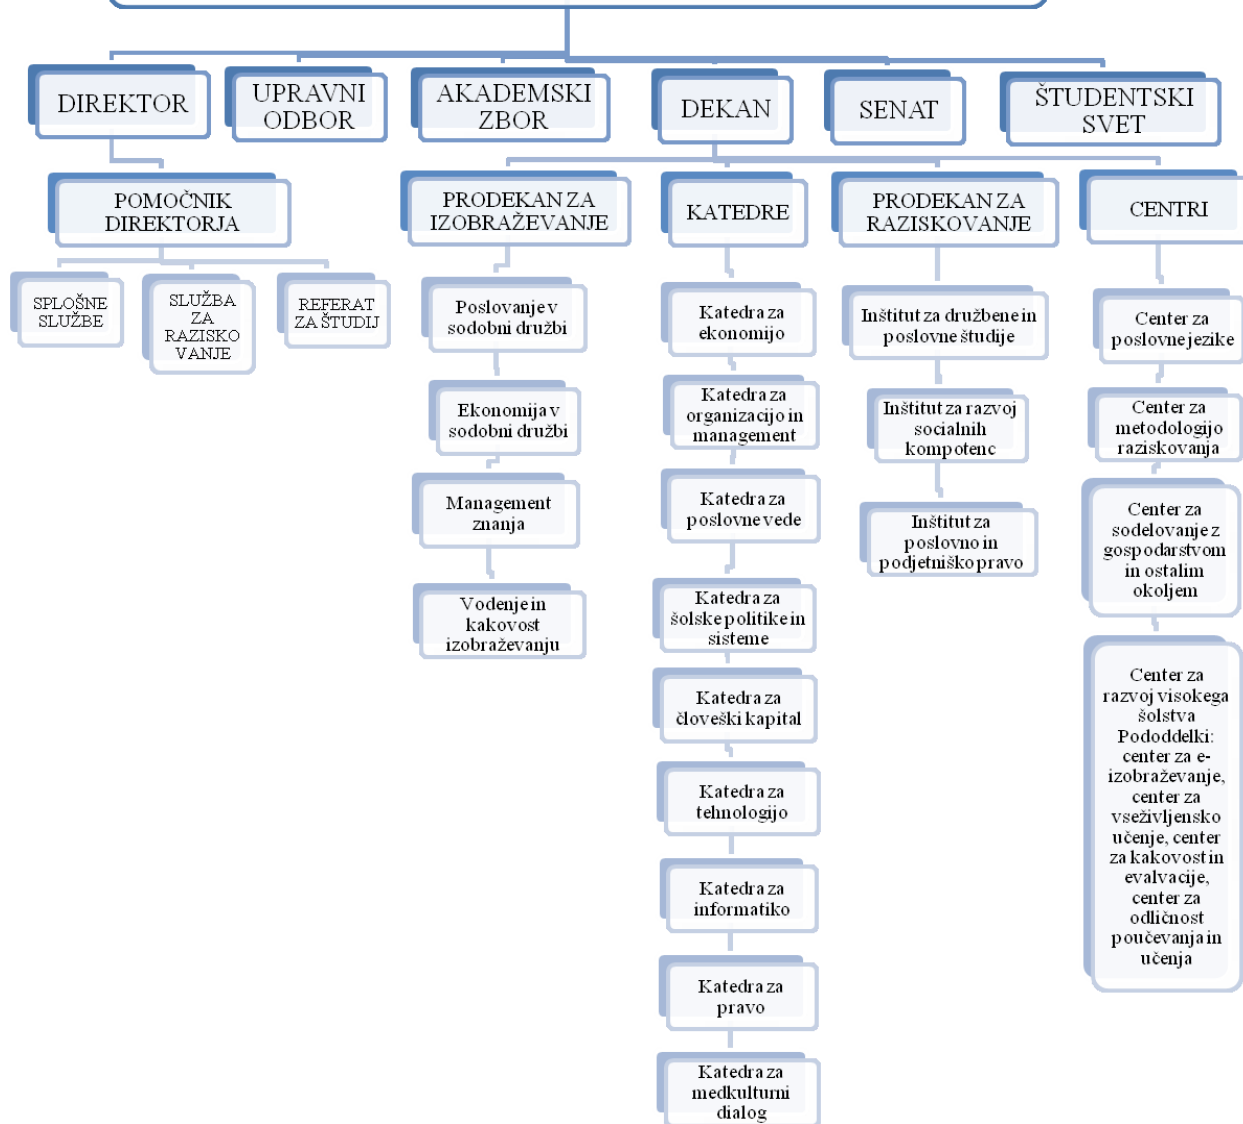 DIREKTOR
UPRAVNI
ODBOR
AKADEMSKI
ZBOR
DEKAN
SENAT
ŠTUDENTSKI
SVET
POMOČNIK
DIREKTORJA
PRODEKAN ZA
IZOBRAŽEVANJE
KATEDRE
PRODEKAN ZA
RAZISKOVANJE
CENTRI
SPLOŠNE
SLUŽBE
SLUŽBA
ZA
RAZISKO
VANJE
REFERAT
ZA ŠTUDIJ
Poslovanje v
sodobni družbi
Ekonomija v
sodobni družbi
Management
znanja
Vodenje in
kakovost
izobraževanju
Katedra za
ekonomijo
Katedra za
organizacijo in
management
Katedra za
poslovne vede
Katedra za
šolske politike in
sisteme
Katedra za
človeški kapital
Katedra za
tehnologijo
Katedra za
informatiko
Katedra za
pravo
Katedra za
medkulturni
dialog
Inštitut za družbene in
poslovne študije
Inštitut za razvoj
socialnih
kompetenc
Inštitut za
poslovno in
podjetniško pravo
Center za
poslovne jezike
Center za
metodologijo
raziskovanja
Center za
sodelovanje z
gospodarstvom
in ostalim
okoljem
Center za
razvoj visokega
šolstva
Pododdelki:
center za e-
izobraževanje,
center za
vseživljensko
učenje, center
za kakovost in
evalvacije,
center za
odličnost
poučevanja in
učenja